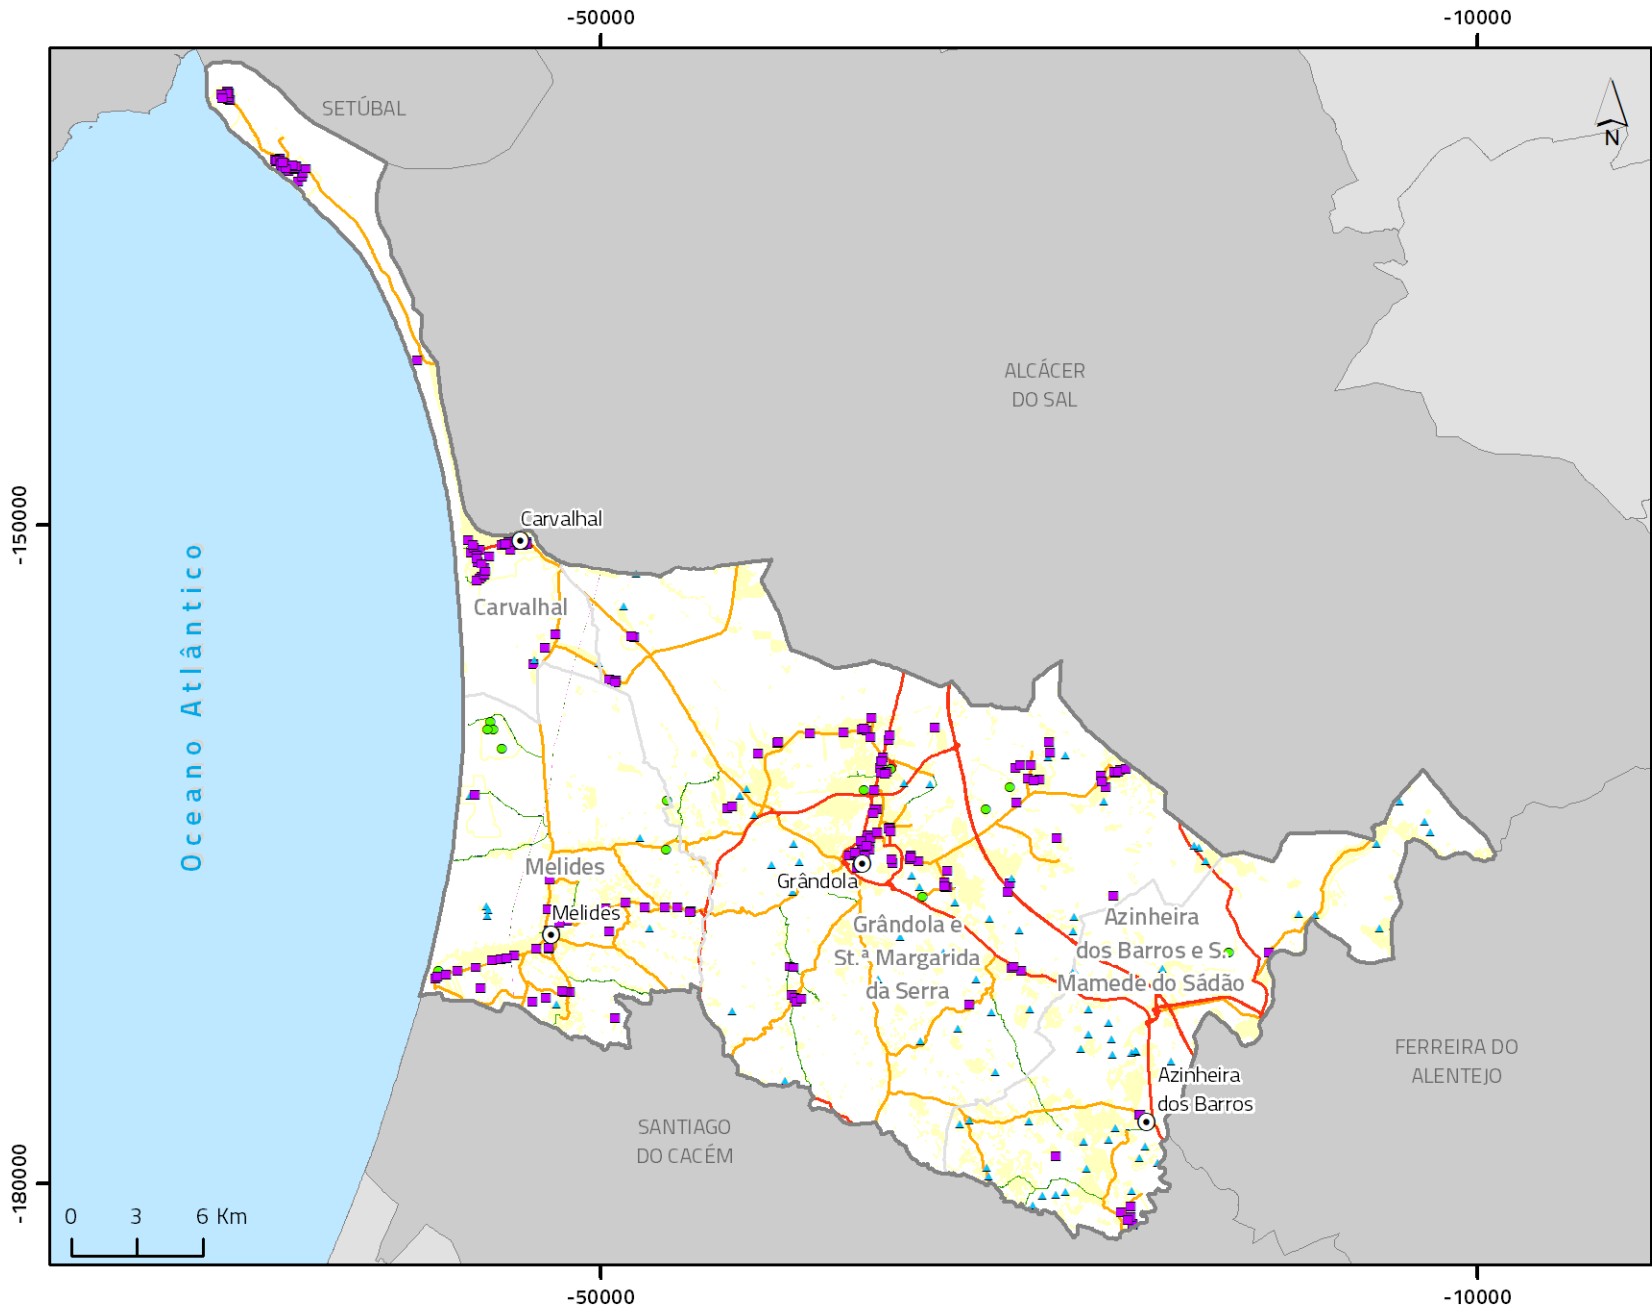 -50000
-10000
SETÚBAL
N
ALCÁCER
DO SAL
-150000
Carvalhal
Oceano Atlântico
Carvalhal
Melides
Grândola
Melides
Grândola e
St.ª Margarida
da Serra
Azinheira
dos Barros e S.
Mamede do Sádão
FERREIRA DO
ALENTEJO
Azinheira
dos Barros
SANTIAGO
DO CACÉM
-180000
0 3 6 Km
-50000
-10000